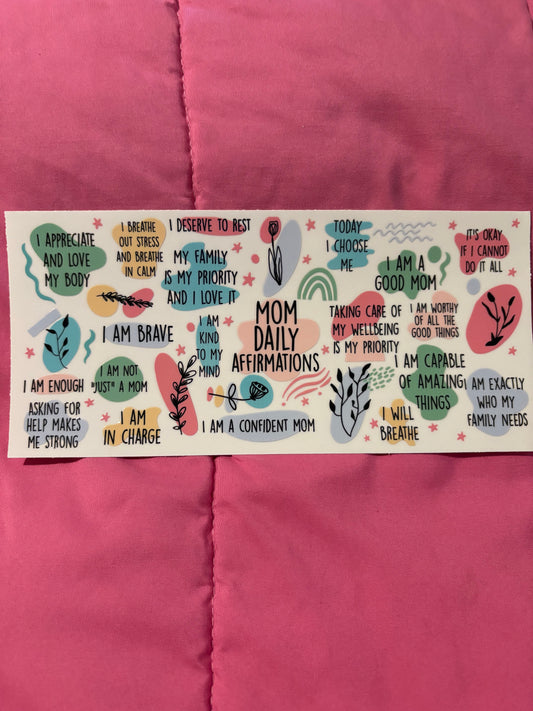 I APPRECIATE
AND LOVE
MY BODY
I BREATHE
OUT STRESS
AND BREATHE
IN CALM
I DESERVE TO REST
MY FAMILY
IS MY PRIORITY
AND I LOVE IT
TODAY
I CHOOSE
ME
I AM A
GOOD MOM
IT'S OKAY
IF I CANNOT
DO IT ALL
I AM BRAVE
I AM
KIND
TO MY
MIND
MOM
DAILY
AFFIRMATIONS
TAKING CARE OF
MY WELLBEING
IS MY PRIORITY
I AM WORTHY
OF ALL THE
GOOD THINGS
I AM ENOUGH
I AM NOT
"JUST" A MOM
I AM CAPABLE
OF AMAZING
THINGS
I AM EXACTLY
WHO MY
FAMILY NEEDS
ASKING FOR
HELP MAKES
ME STRONG
I AM
IN CHARGE
I AM A CONFIDENT MOM
I WILL
BREATHE